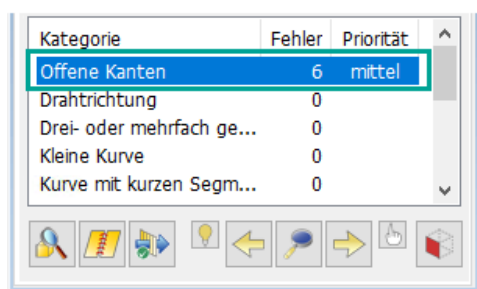 Kategorie Fehler Priorität
Offene Kanten 6 mittel
Drahtrichtung 0
Drei- oder mehrfach ge... 0
Kleine Kurve 0
Kurve mit kurzen Segm... 0